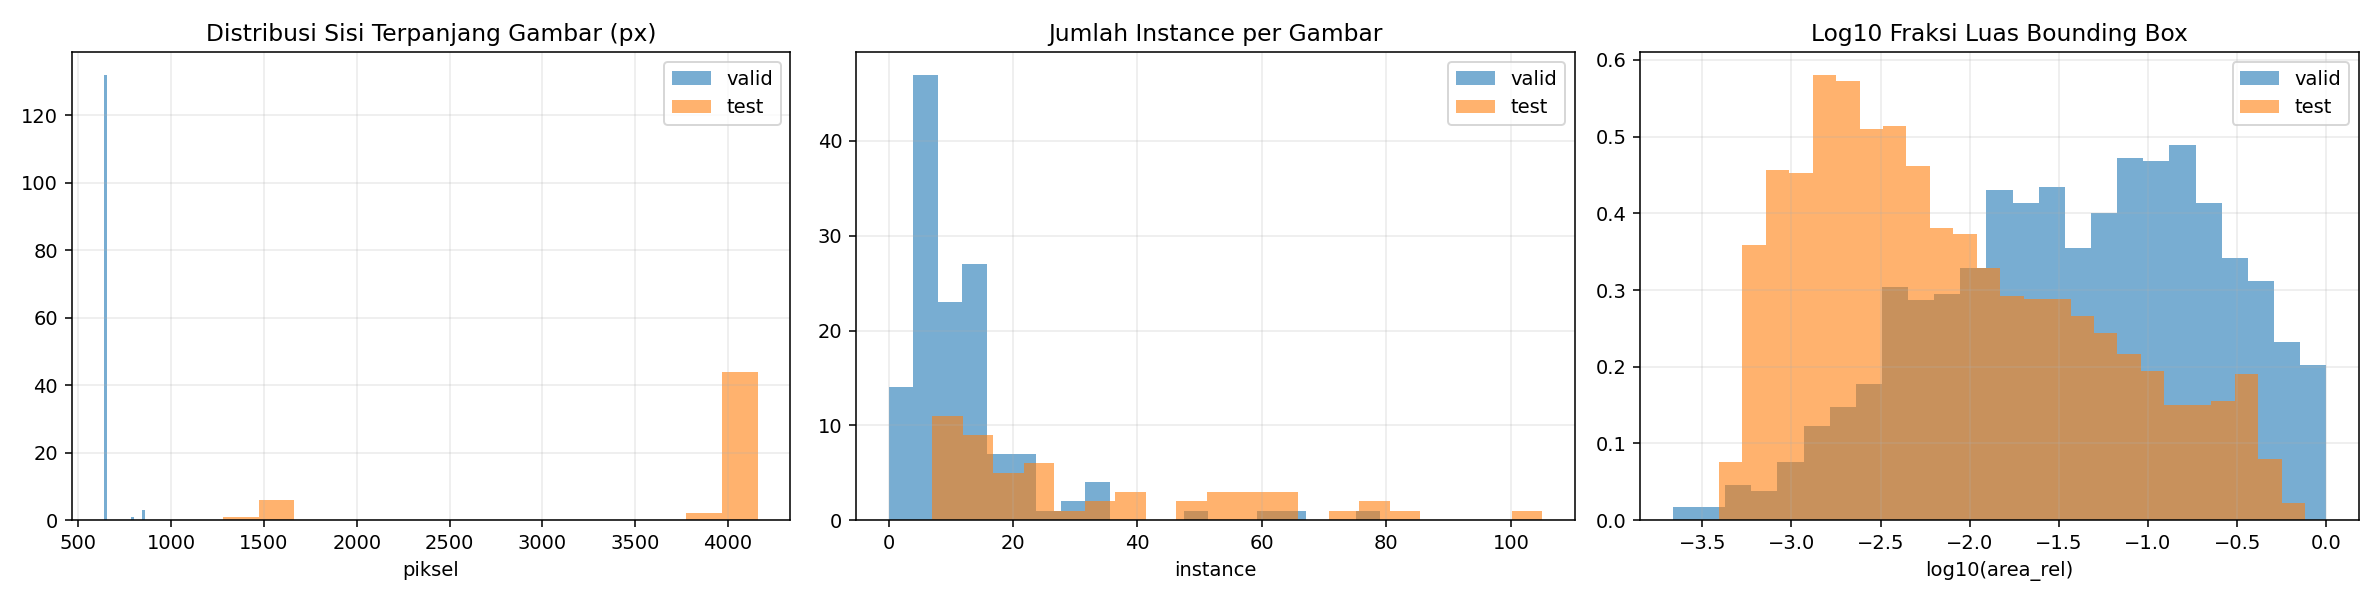 Distribusi Sisi Terpanjang Gambar (px)
valid
test
120
100
80
60
40
20
0
500 1000 1500 2000 2500 3000 3500 4000
piksel
Jumlah Instance per Gambar
valid
test
40
30
20
10
0
0 20 40 60 80 100
instance
Log10 Fraksi Luas Bounding Box
valid
test
0.6
0.5
0.4
0.3
0.2
0.1
0.0
−3.5 −3.0 −2.5 −2.0 −1.5 −1.0 −0.5 0.0
log10(area_rel)